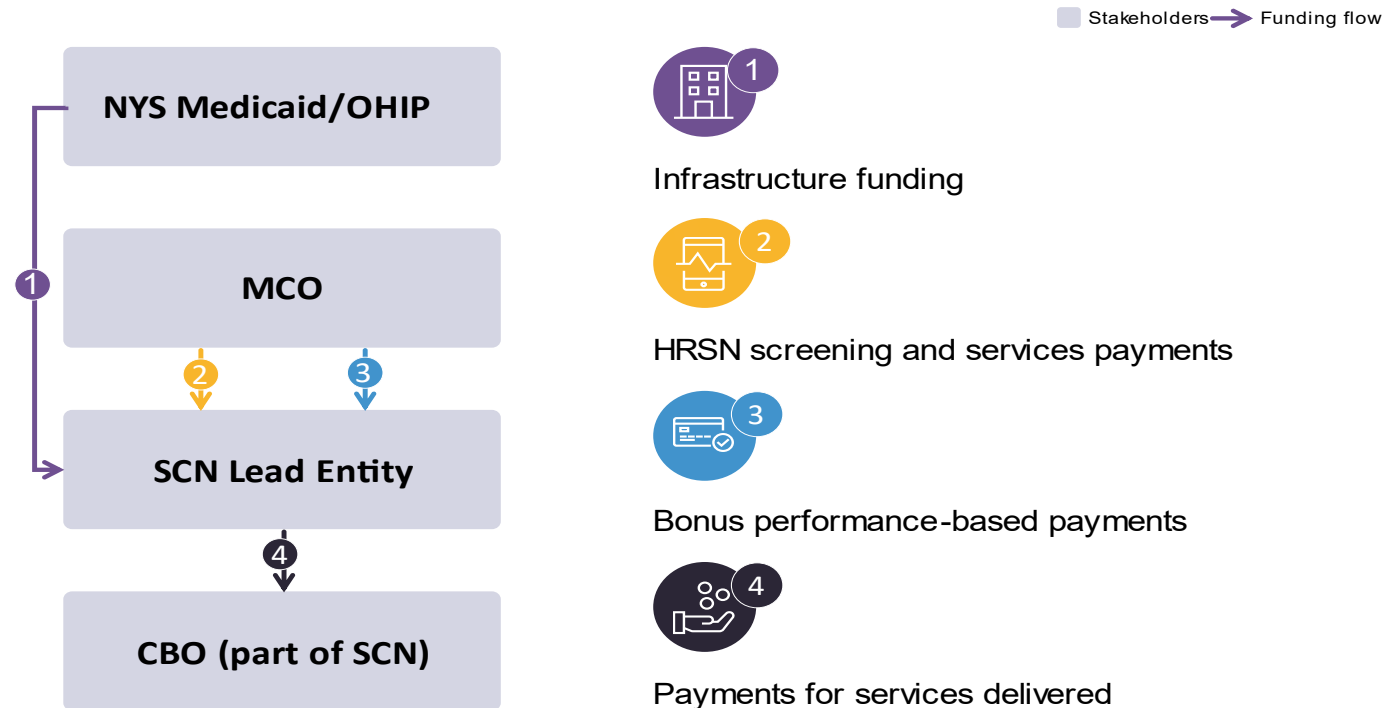 Stakeholders Funding flow
NYS Medicaid/OHIP
1
MCO
2 3
SCN Lead Entity
4
CBO (part of SCN)
1
Infrastructure funding
2
HRSN screening and services payments
3
Bonus performance-based payments
4
Payments for services delivered